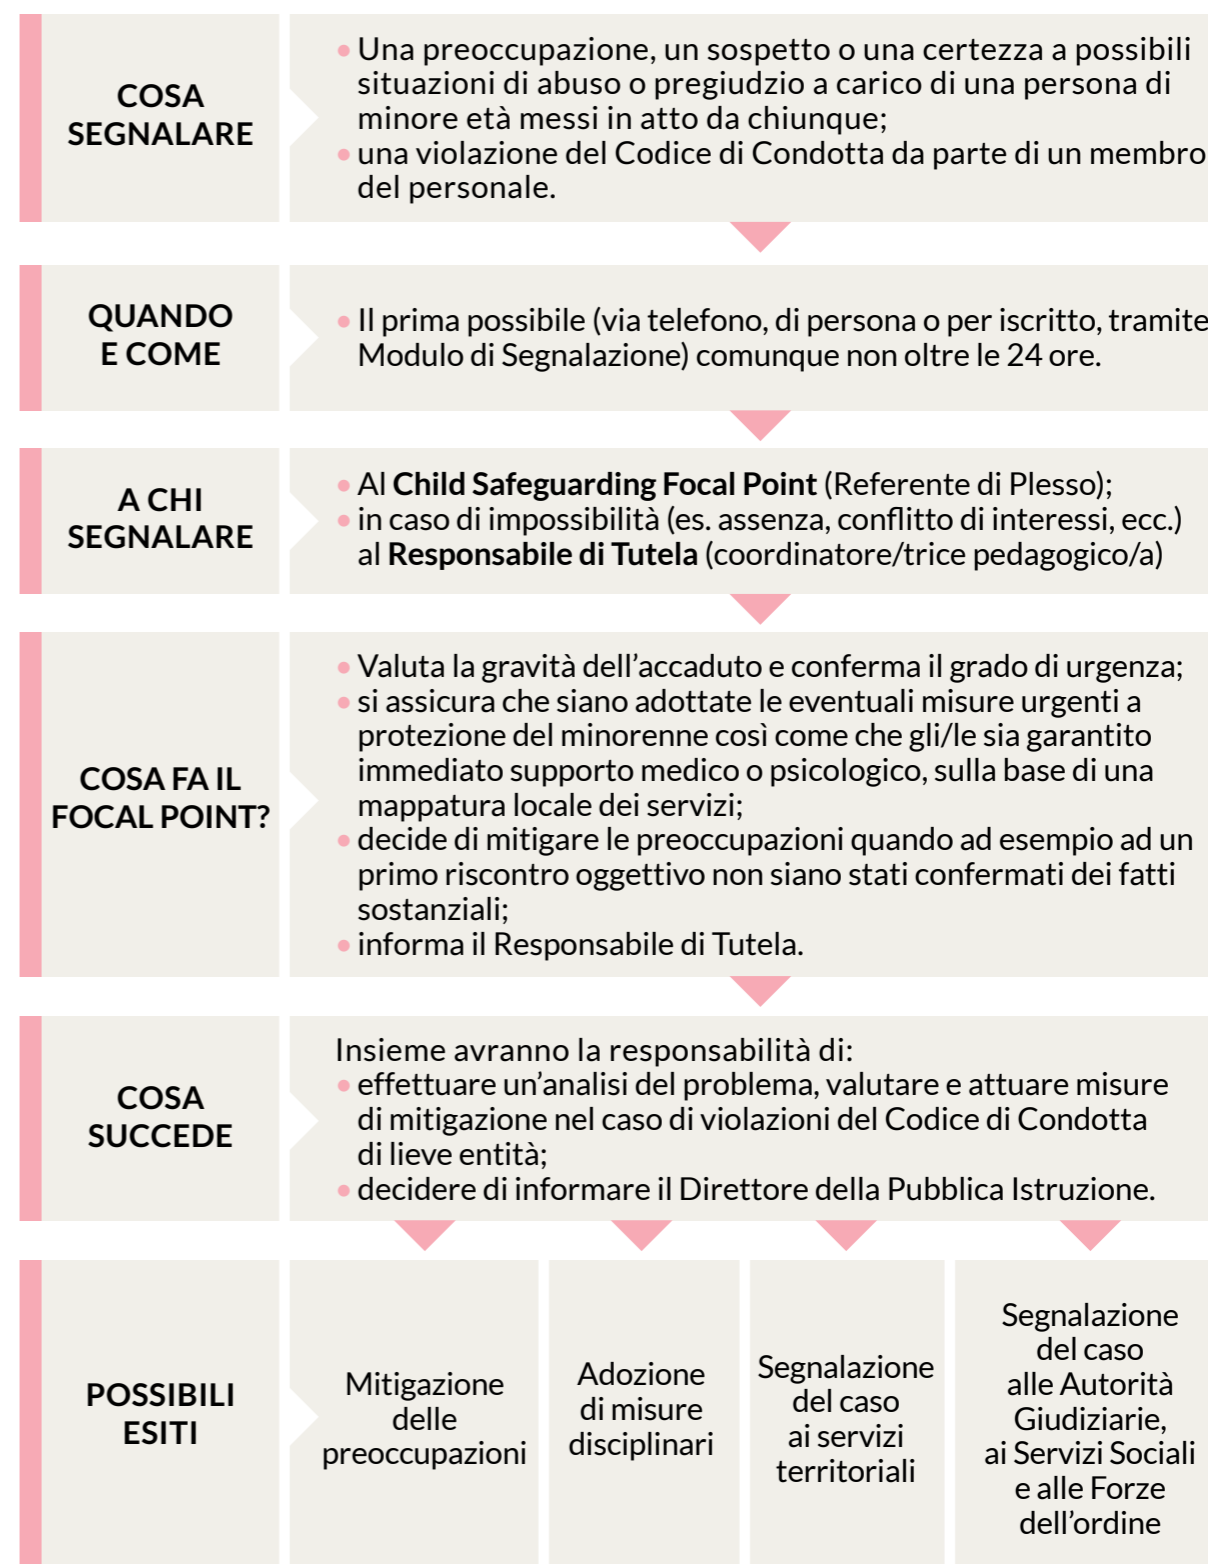 COSA
SEGNALARE
• Una preoccupazione, un sospetto o una certezza a possibili
situazioni di abuso o pregiudzio a carico di una persona di
minore età messi in atto da chiunque;
• una violazione del Codice di Condotta da parte di un membro
del personale.
QUANDO
E COME
• Il prima possibile (via telefono, di persona o per iscritto, tramite
Modulo di Segnalazione) comunque non oltre le 24 ore.
A CHI
SEGNALARE
• Al Child Safeguarding Focal Point (Referente di Plesso);
• in caso di impossibilità (es. assenza, conflitto di interessi, ecc.)
al Responsabile di Tutela (coordinatore/trice pedagogico/a)
COSA FA IL
FOCAL POINT?
• Valuta la gravità dell’accaduto e conferma il grado di urgenza;
• si assicura che siano adottate le eventuali misure urgenti a
protezione del minorenne così come che gli/le sia garantito
immediato supporto medico o psicologico, sulla base di una
mappatura locale dei servizi;
• decide di mitigare le preoccupazioni quando ad esempio ad un
primo riscontro oggettivo non siano stati confermati dei fatti
sostanziali;
• informa il Responsabile di Tutela.
COSA
SUCCEDE
Insieme avranno la responsabilità di:
• effettuare un’analisi del problema, valutare e attuare misure
di mitigazione nel caso di violazioni del Codice di Condotta
di lieve entità;
• decidere di informare il Direttore della Pubblica Istruzione.
POSSIBILI
ESITI
Mitigazione
delle
preoccupazioni
Adozione
di misure
disciplinari
Segnalazione
del caso
ai servizi
territoriali
Segnalazione
del caso
alle Autorità
Giudiziarie,
ai Servizi Sociali
e alle Forze
dell’ordine